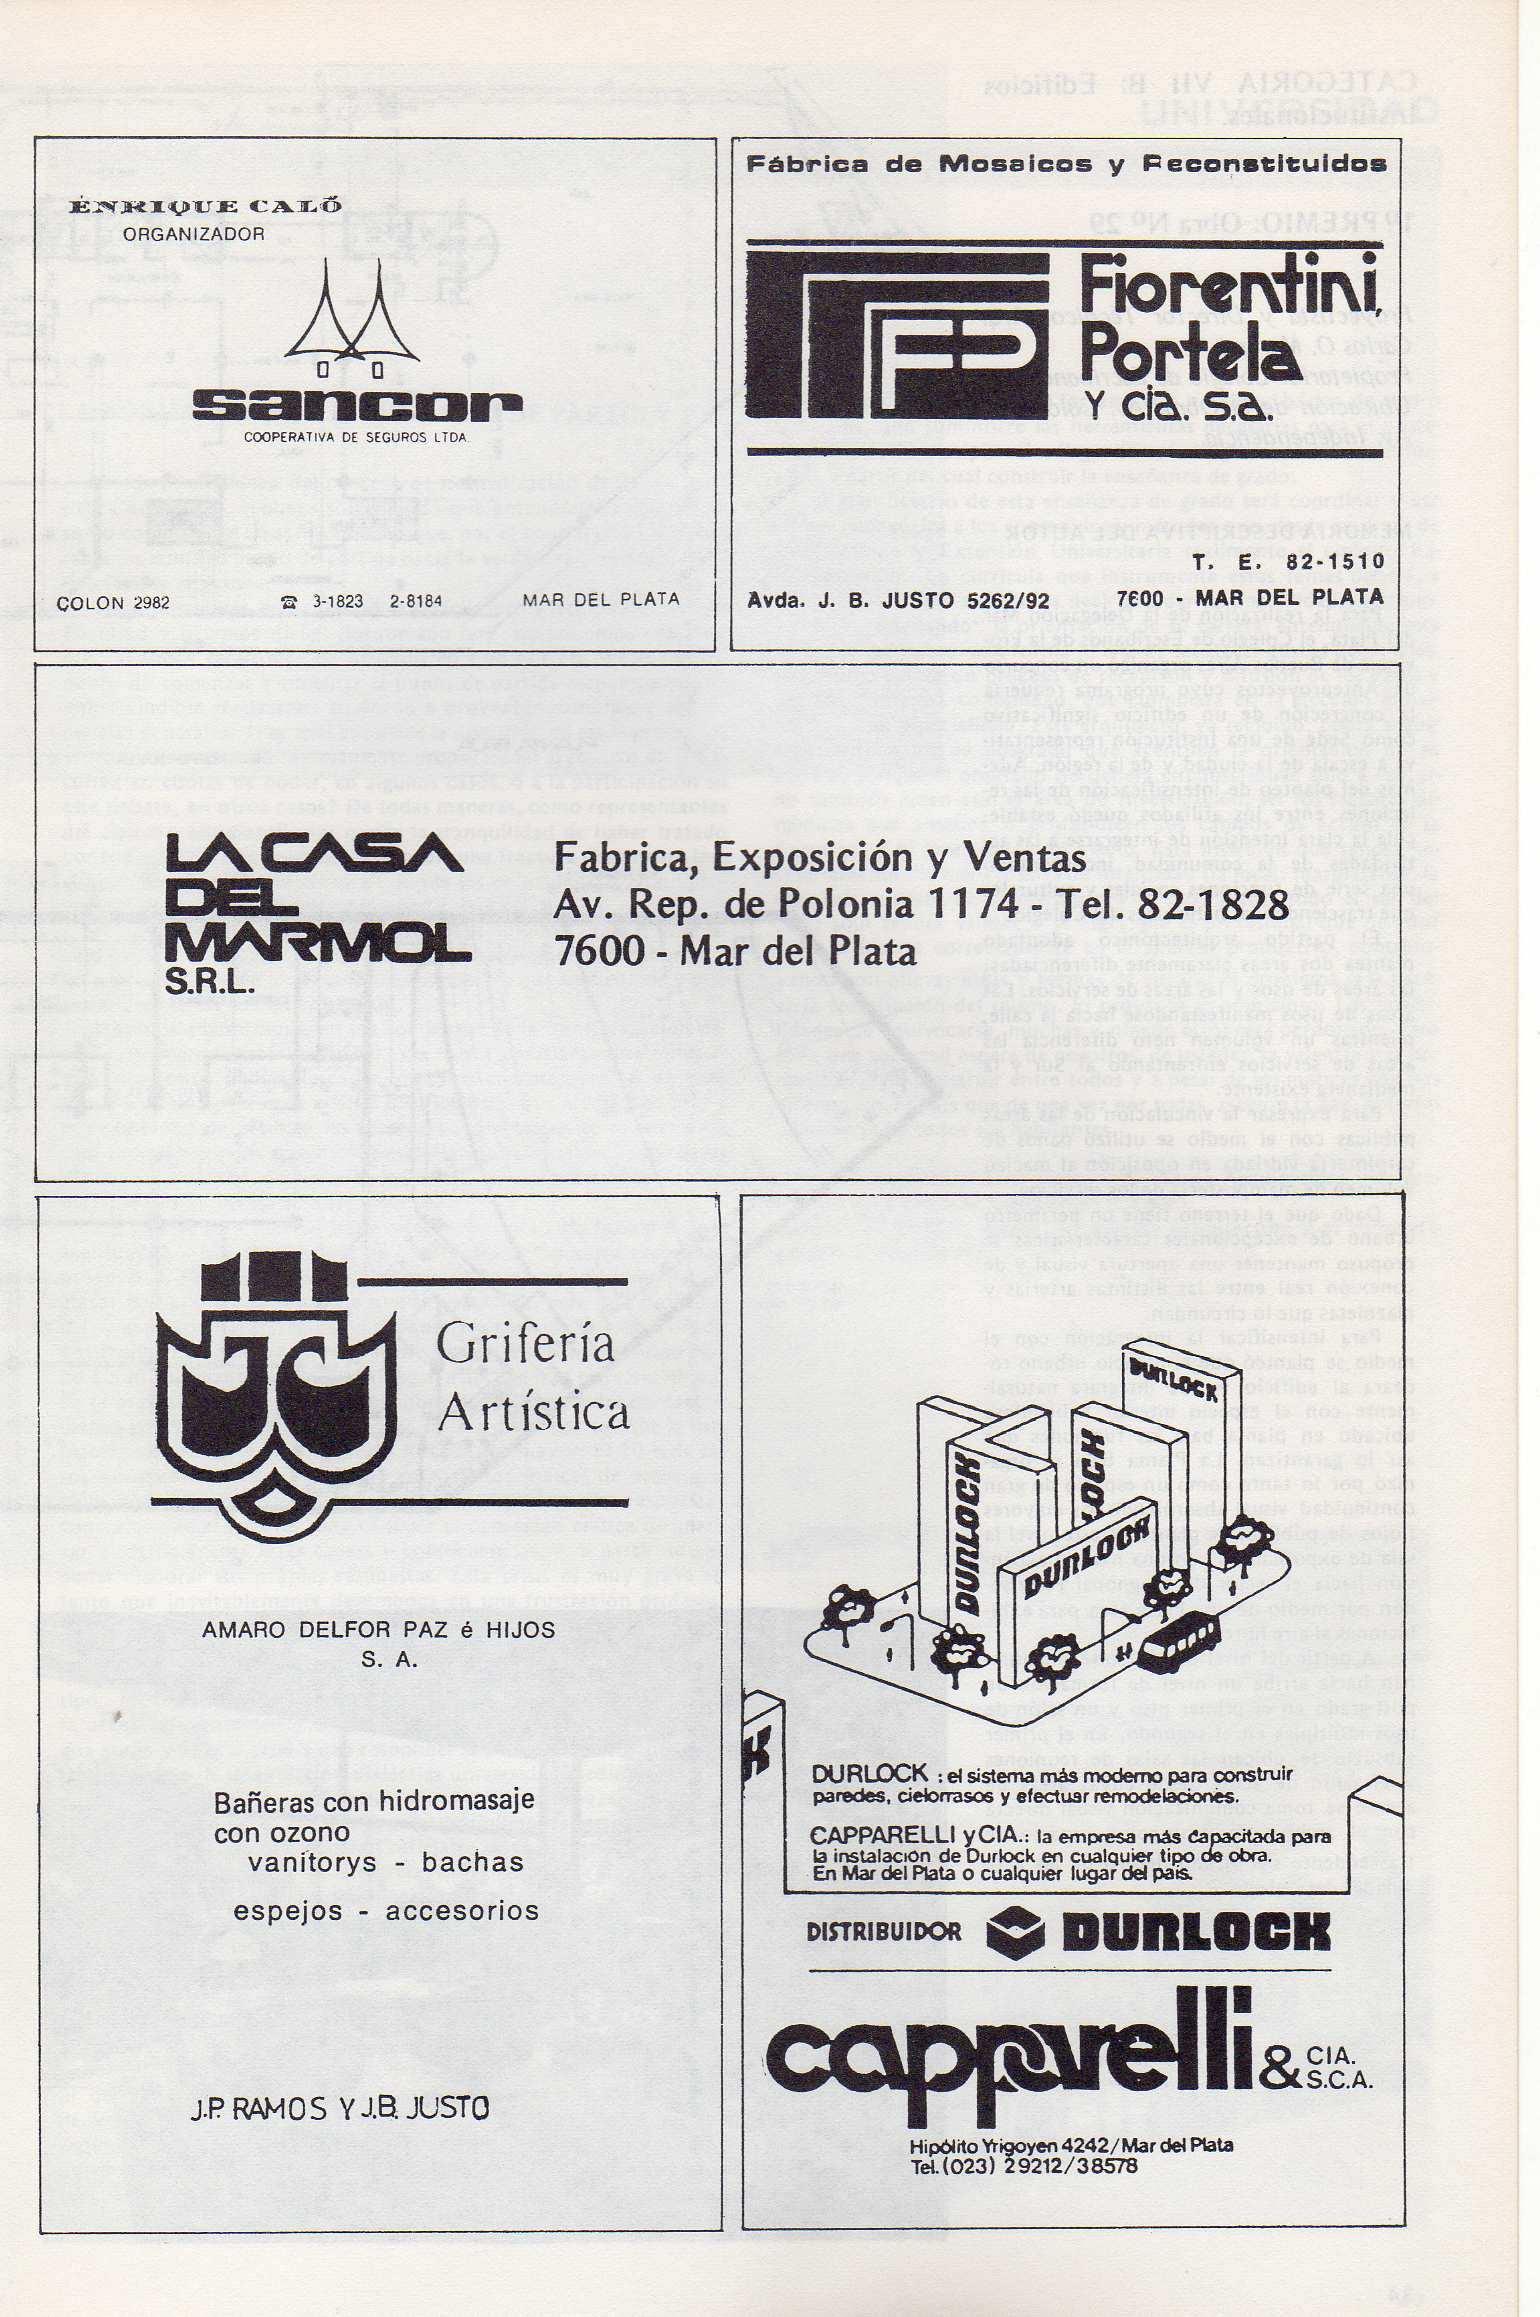 ENRIQUE CALÓ
ORGANIZADOR
sancor
COOPERATIVA DE SEGUROS LTDA.
COLON 2982 ☎ 3-1823 2-8184 MAR DEL PLATA
Fábrica de Mosaicos y Reconstituidos
FP
Fiorentini,
Portela
Y Cía. S.a.
T. E. 82-1510
Avda. J. B. JUSTO 5262/92 7600 - MAR DEL PLATA
LA CASA
DEL
MARMOL
S.R.L.
Fabrica, Exposición y Ventas
Av. Rep. de Polonia 1174 - Tel. 82-1828
7600 - Mar del Plata
JC
Grifería
Artística
AMARO DELFOR PAZ é HIJOS
S. A.
Bañeras con hidromasaje
con ozono
vanitorys - bachas
espejos - accesorios
J.P. RAMOS Y J.B. JUSTO
DURLOCK
DURLOCK
LOCK
DURLOCK
K
DURLOCK : el sistema más moderno para construir
paredes, cielorrasos y efectuar remodelaciones.
CAPPARELLI y CIA.: la empresa más capacitada para
la instalación de Durlock en cualquier tipo de obra.
En Mar del Plata o cualquier lugar del país.
DISTRIBUIDOR DURLOCK
capparelli & CIA.
S.C.A.
Hipólito Yrigoyen 4242/Mar del Plata
Tel. (023) 29212/38578